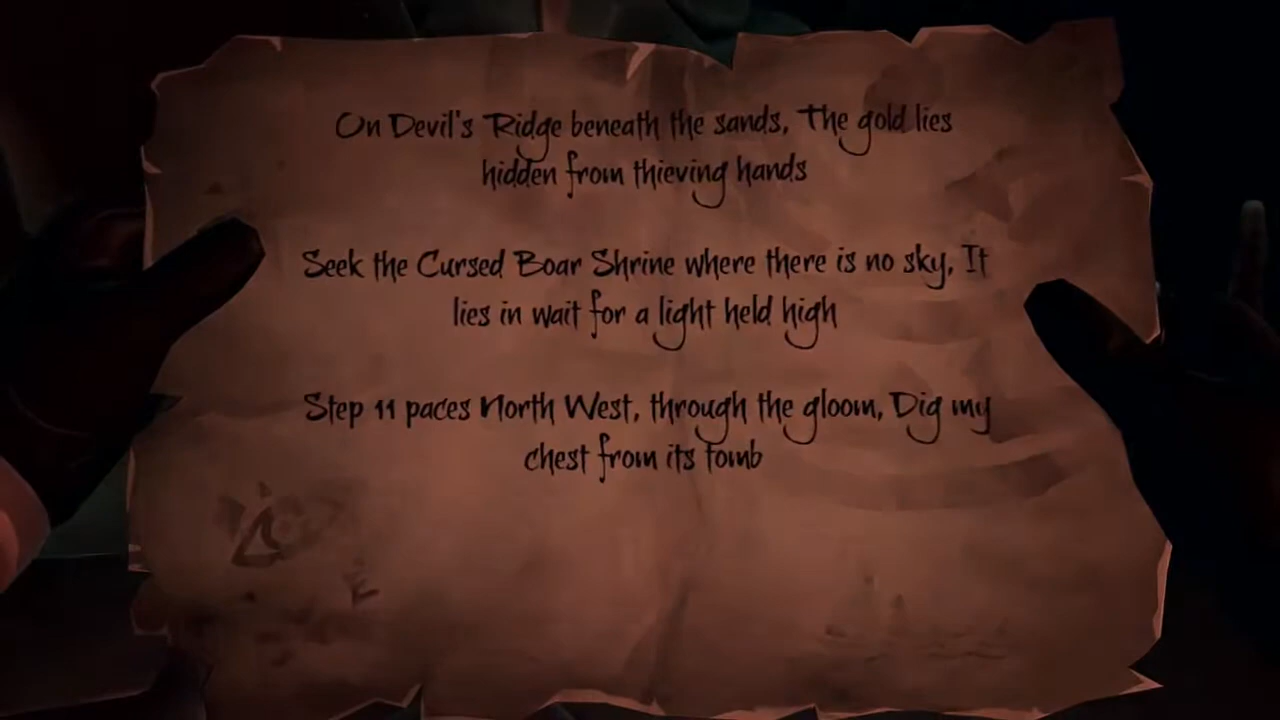 On Devil's Ridge beneath the sands, The gold lies
hidden from thieving hands
Seek the Cursed Boar Shrine where there is no sky, It
lies in wait for a light held high
Step 11 paces North West, through the gloom, Dig my
chest from its tomb